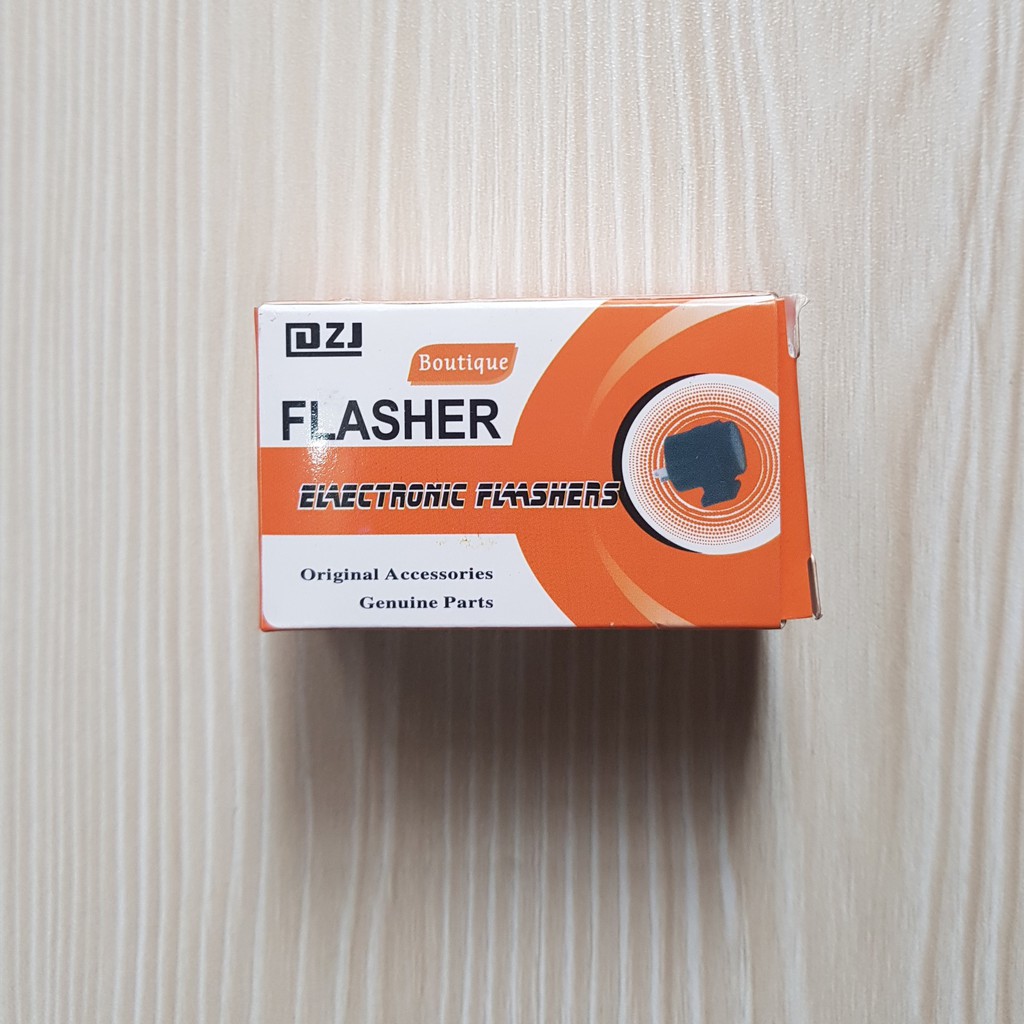 DZJ
Boutique
FLASHER
ELAECTRONIC FLAASHERS
Original Accessories
Genuine Parts